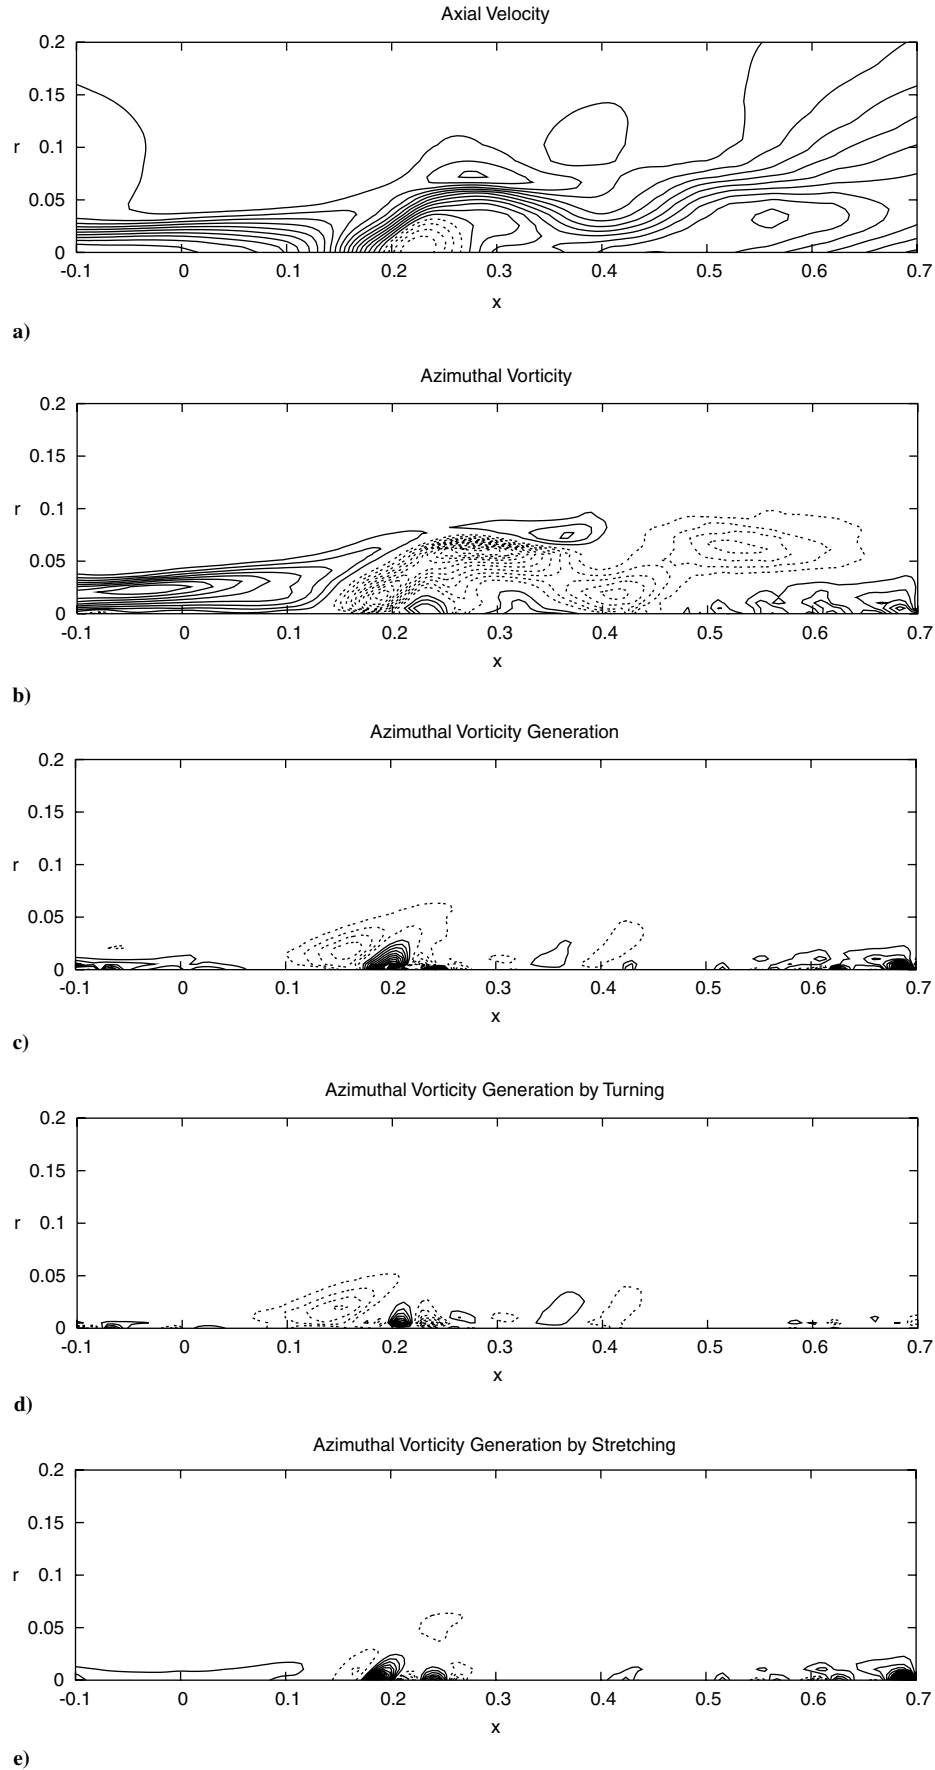 Axial Velocity
0.2
0.15
r 0.1
0.05
0
-0.1 0 0.1 0.2 0.3 0.4 0.5 0.6 0.7
x
a)
Azimuthal Vorticity
0.2
0.15
r 0.1
0.05
0
-0.1 0 0.1 0.2 0.3 0.4 0.5 0.6 0.7
x
b)
Azimuthal Vorticity Generation
0.2
0.15
r 0.1
0.05
0
-0.1 0 0.1 0.2 0.3 0.4 0.5 0.6 0.7
x
c)
Azimuthal Vorticity Generation by Turning
0.2
0.15
r 0.1
0.05
0
-0.1 0 0.1 0.2 0.3 0.4 0.5 0.6 0.7
x
d)
Azimuthal Vorticity Generation by Stretching
0.2
0.15
r 0.1
0.05
0
-0.1 0 0.1 0.2 0.3 0.4 0.5 0.6 0.7
x
e)